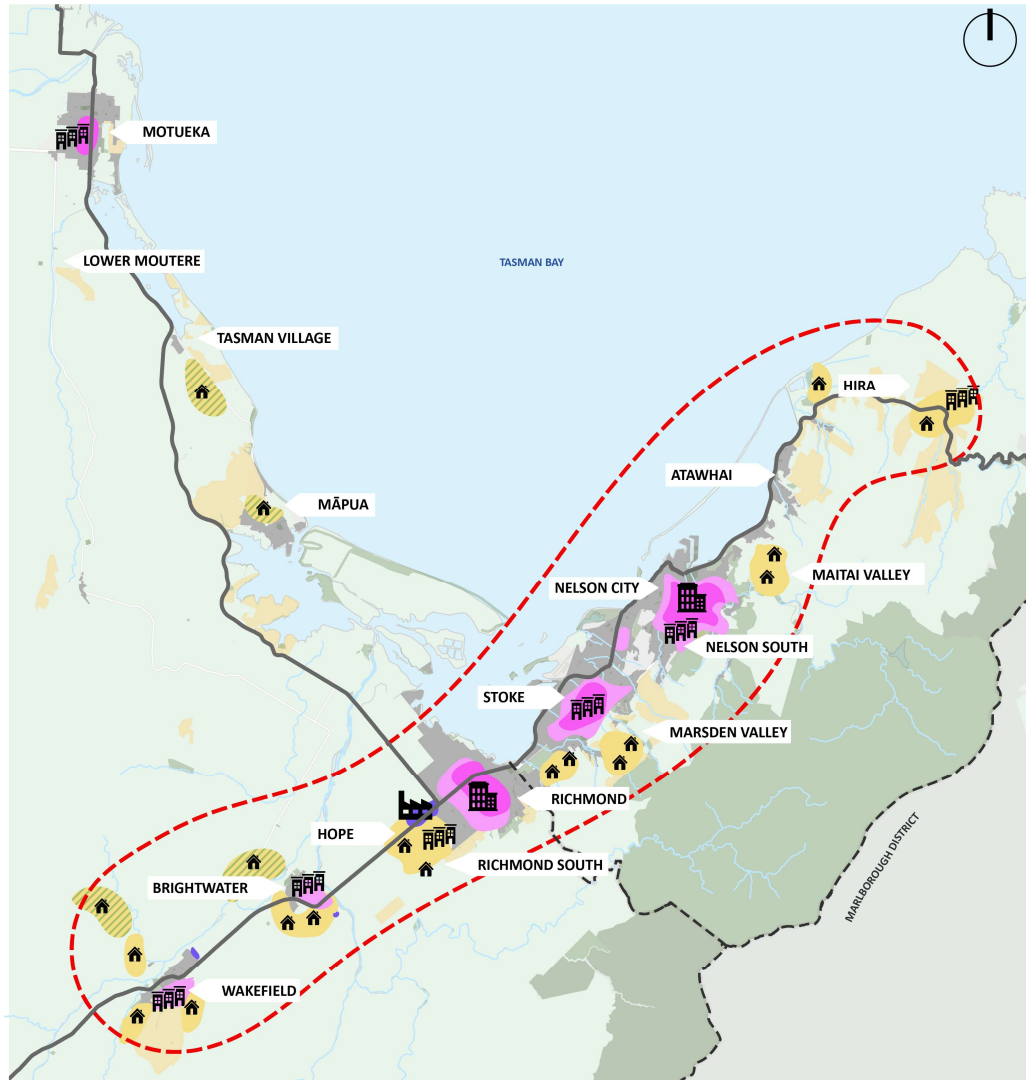 MOTUEKA
LOWER MOUTERE
TASMAN BAY
TASMAN VILLAGE
HIRA
ATAWHAI
MĀPUA
MAITAI VALLEY
NELSON CITY
NELSON SOUTH
STOKE
MARSDEN VALLEY
RICHMOND
HOPE
RICHMOND SOUTH
BRIGHTWATER
MARLBOROUGH DISTRICT
WAKEFIELD